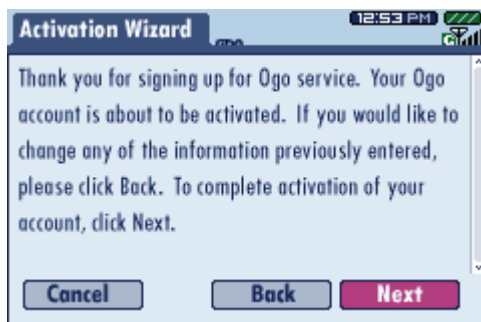 Activation Wizard
12:53 PM
Thank you for signing up for Ogo service. Your Ogo
account is about to be activated. If you would like to
change any of the information previously entered,
please click Back. To complete activation of your
account, click Next.
Cancel Back Next